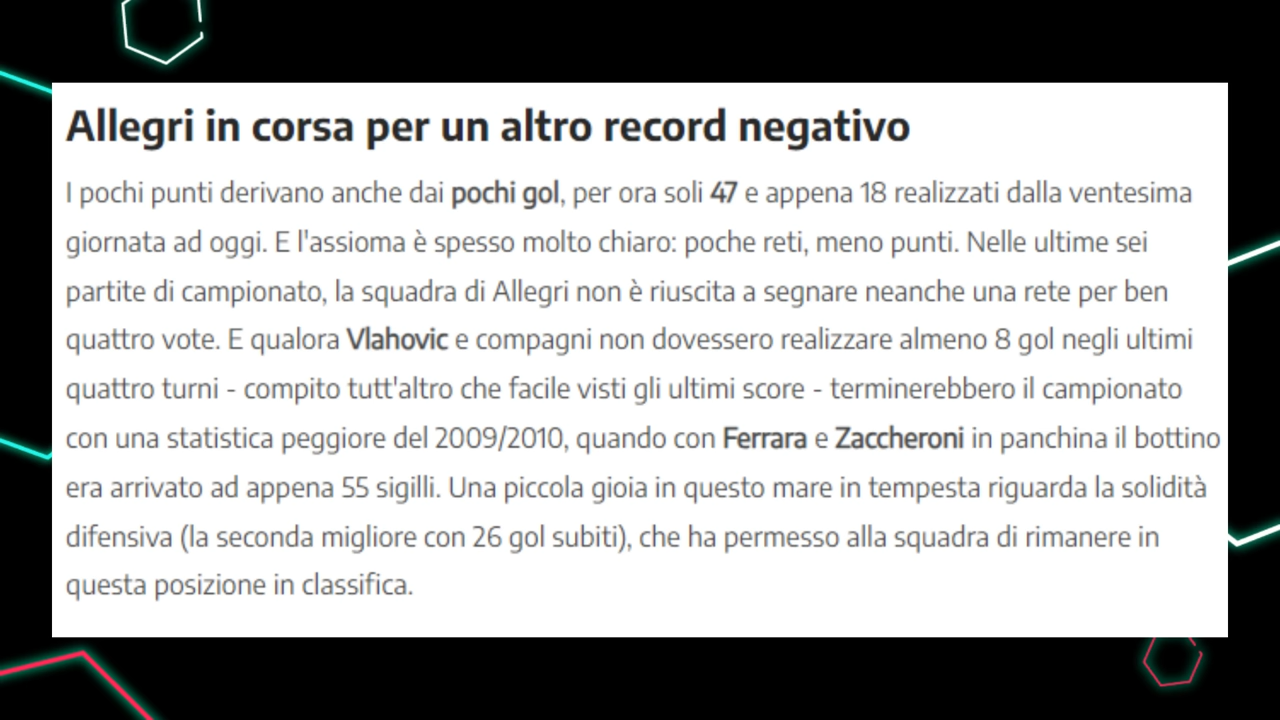 Allegri in corsa per un altro record negativo
I pochi punti derivano anche dai pochi gol, per ora soli 47 e appena 18 realizzati dalla ventesima
giornata ad oggi. E l'assioma è spesso molto chiaro: poche reti, meno punti. Nelle ultime sei
partite di campionato, la squadra di Allegri non è riuscita a segnare neanche una rete per ben
quattro vote. E qualora Vlahovic e compagni non dovessero realizzare almeno 8 gol negli ultimi
quattro turni - compito tutt'altro che facile visti gli ultimi score - terminerebbero il campionato
con una statistica peggiore del 2009/2010, quando con Ferrara e Zaccheroni in panchina il bottino
era arrivato ad appena 55 sigilli. Una piccola gioia in questo mare in tempesta riguarda la solidità
difensiva (la seconda migliore con 26 gol subiti), che ha permesso alla squadra di rimanere in
questa posizione in classifica.